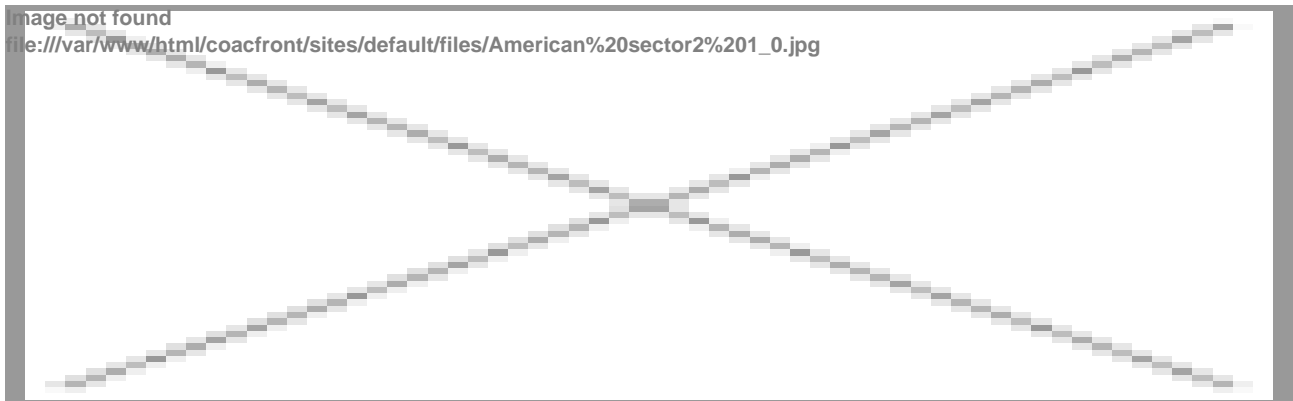 Image not found
file:///var/www/html/coacfront/sites/default/files/American%20sector2%201_0.jpg